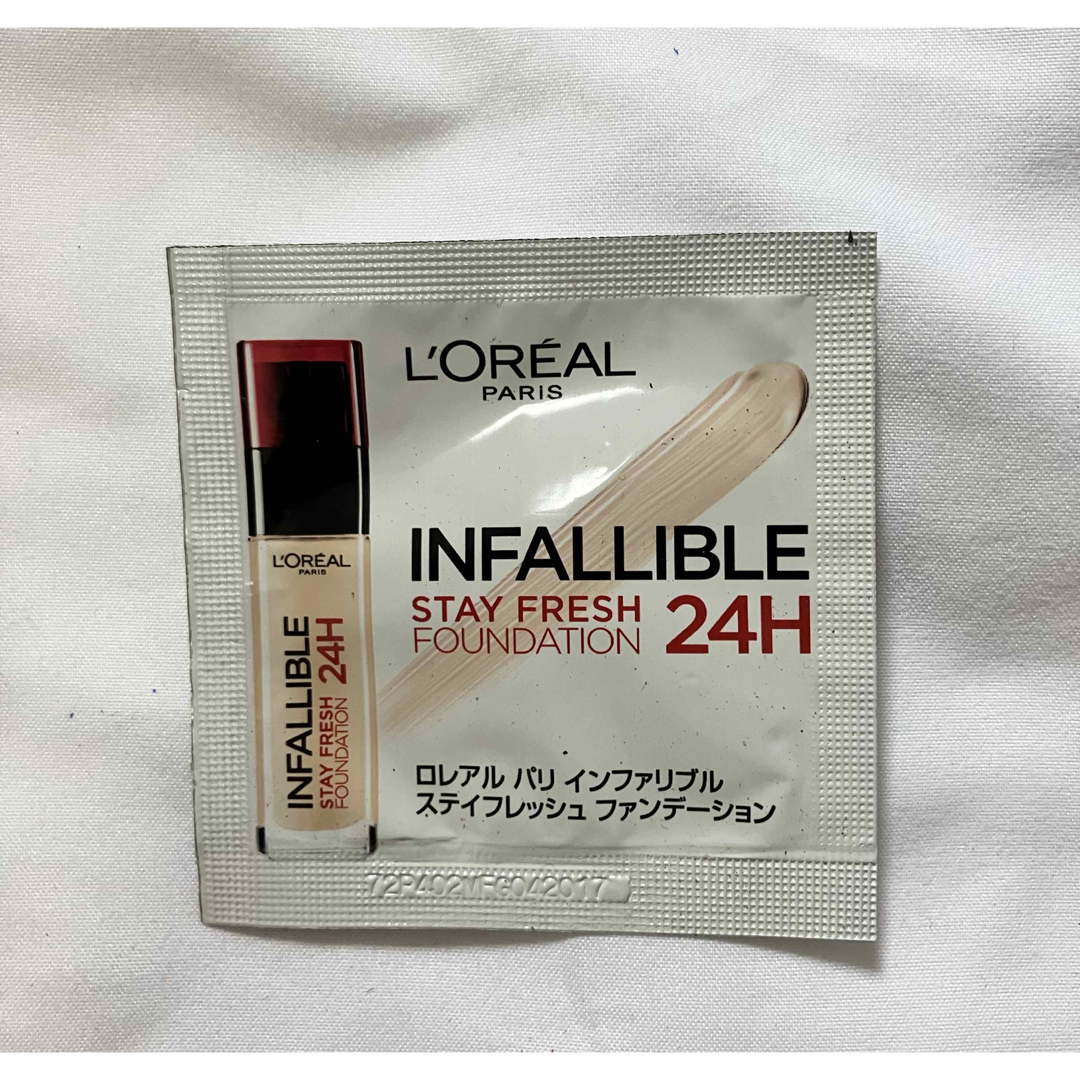 L'ORÉAL
PARIS
INFALLIBLE
STAY FRESH
FOUNDATION 24H
ロレアル パリ インファリブル
ステイフレッシュ ファンデーション
L'ORÉAL
PARIS
INFALLIBLE
STAY FRESH
FOUNDATION 24H
72P402MFG042017